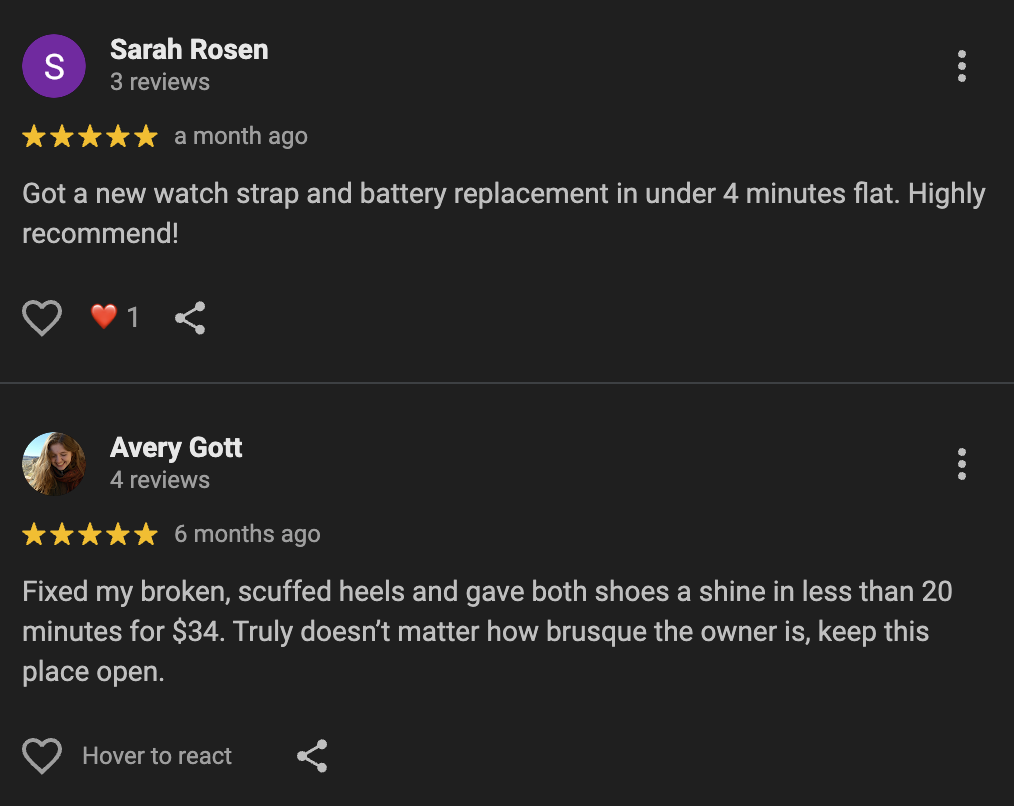 S
Sarah Rosen
3 reviews
a month ago
Got a new watch strap and battery replacement in under 4 minutes flat. Highly
recommend!
1
Avery Gott
4 reviews
6 months ago
Fixed my broken, scuffed heels and gave both shoes a shine in less than 20
minutes for $34. Truly doesn’t matter how brusque the owner is, keep this
place open.
Hover to react